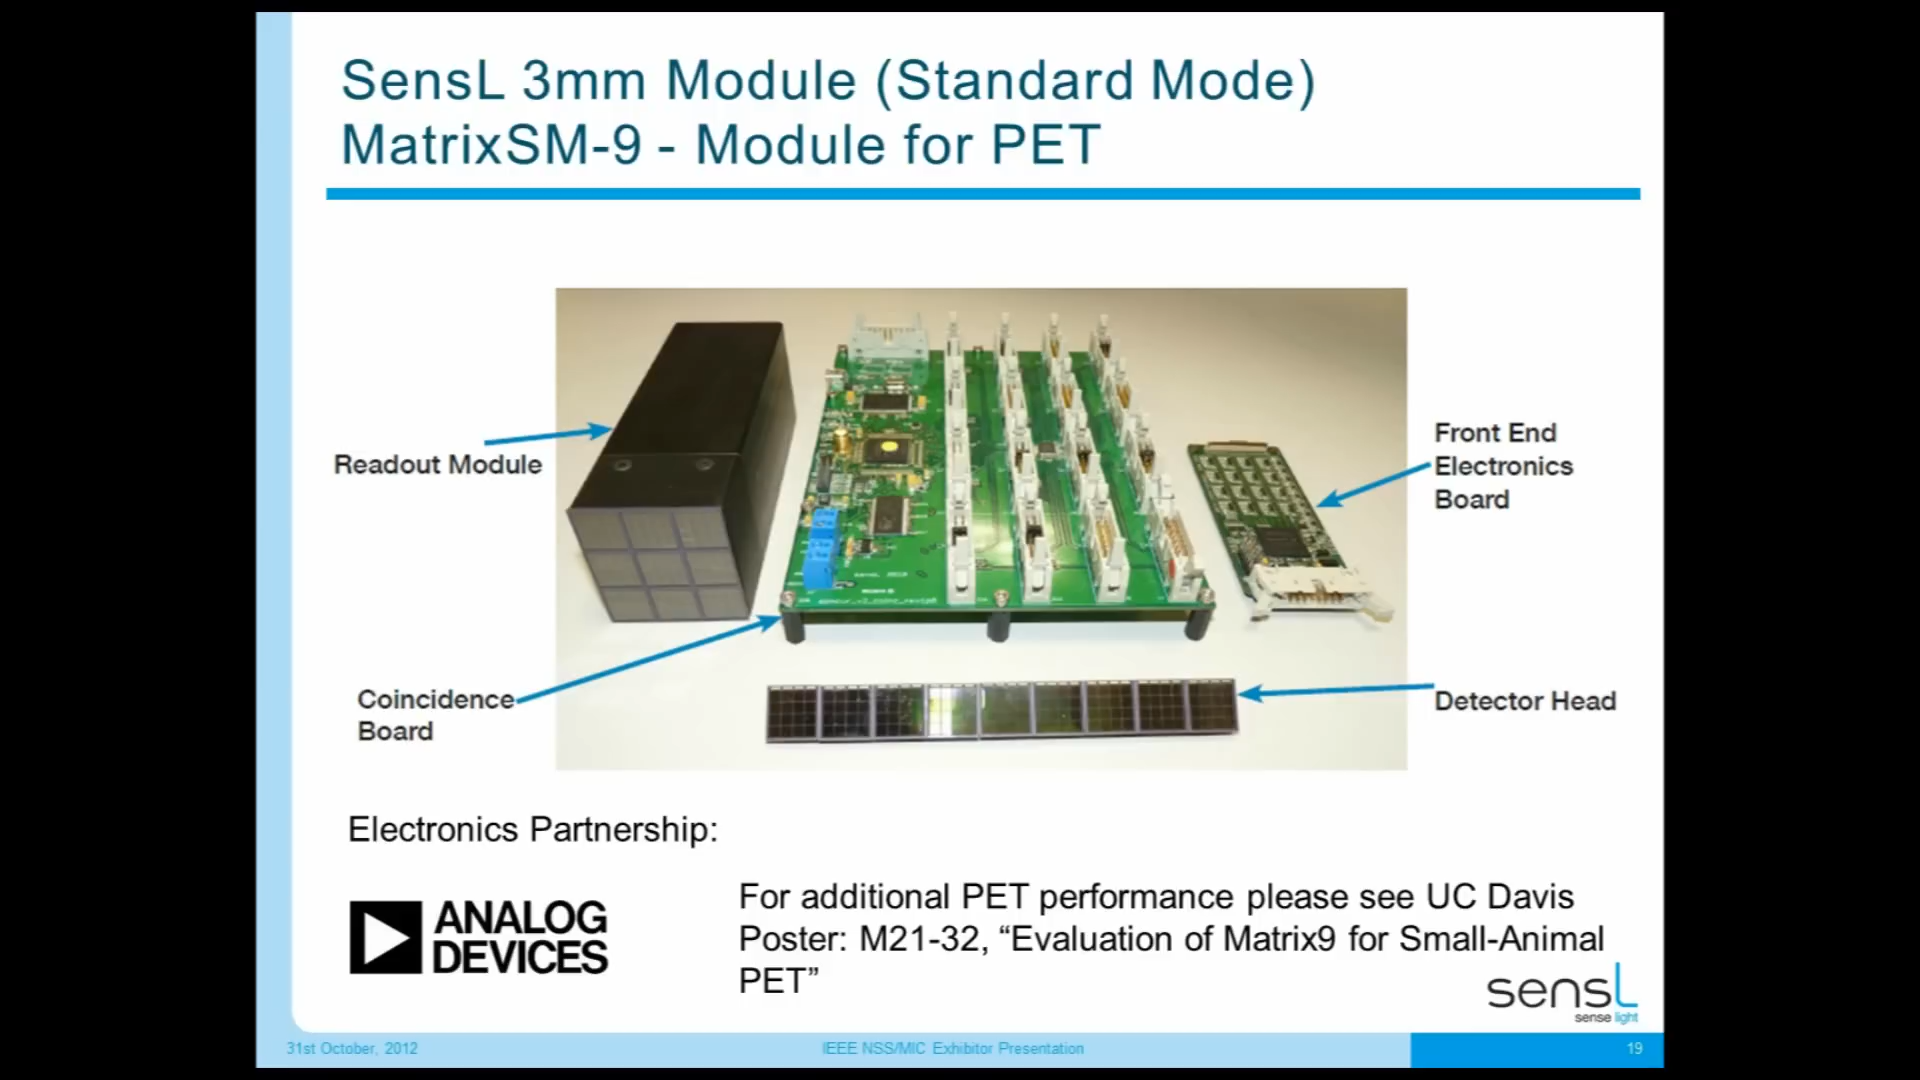 SensL 3mm Module (Standard Mode)
MatrixSM-9 - Module for PET
Readout Module
Front End
Electronics
Board
Coincidence
Board
Detector Head
Electronics Partnership:
ANALOG
DEVICES
For additional PET performance please see UC Davis
Poster: M21-32, “Evaluation of Matrix9 for Small-Animal
PET”
sensL
sense light
31st October, 2012
IEEE NSS/MIC Exhibitor Presentation
19